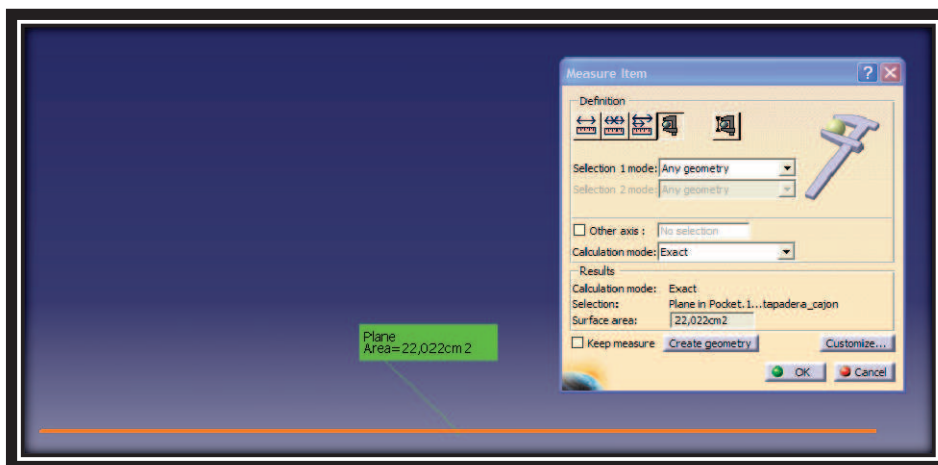 Measure Item
Definition
Selection 1 mode: Any geometry
Selection 2 mode: Any geometry
Other axis : No selection
Calculation mode: Exact
Results
Calculation mode: Exact
Selection: Plane in Pocket.1...tapadera_cajon
Surface area: 22,022cm2
Keep measure Create geometry Customize...
OK Cancel
Plane
Area=22,022cm2